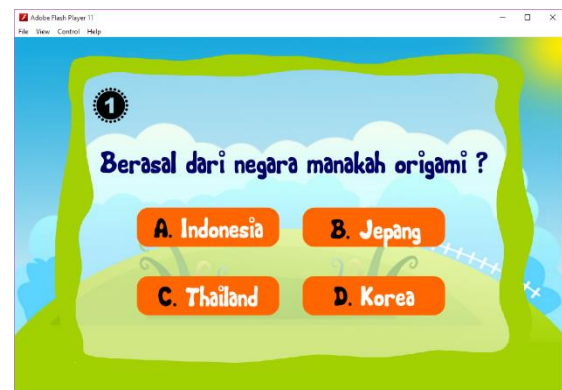 Adobe Flash Player 11
File View Control Help
1
Berasal dari negara manakah origami ?
A. Indonesia
B. Jepang
C. Thailand
D. Korea